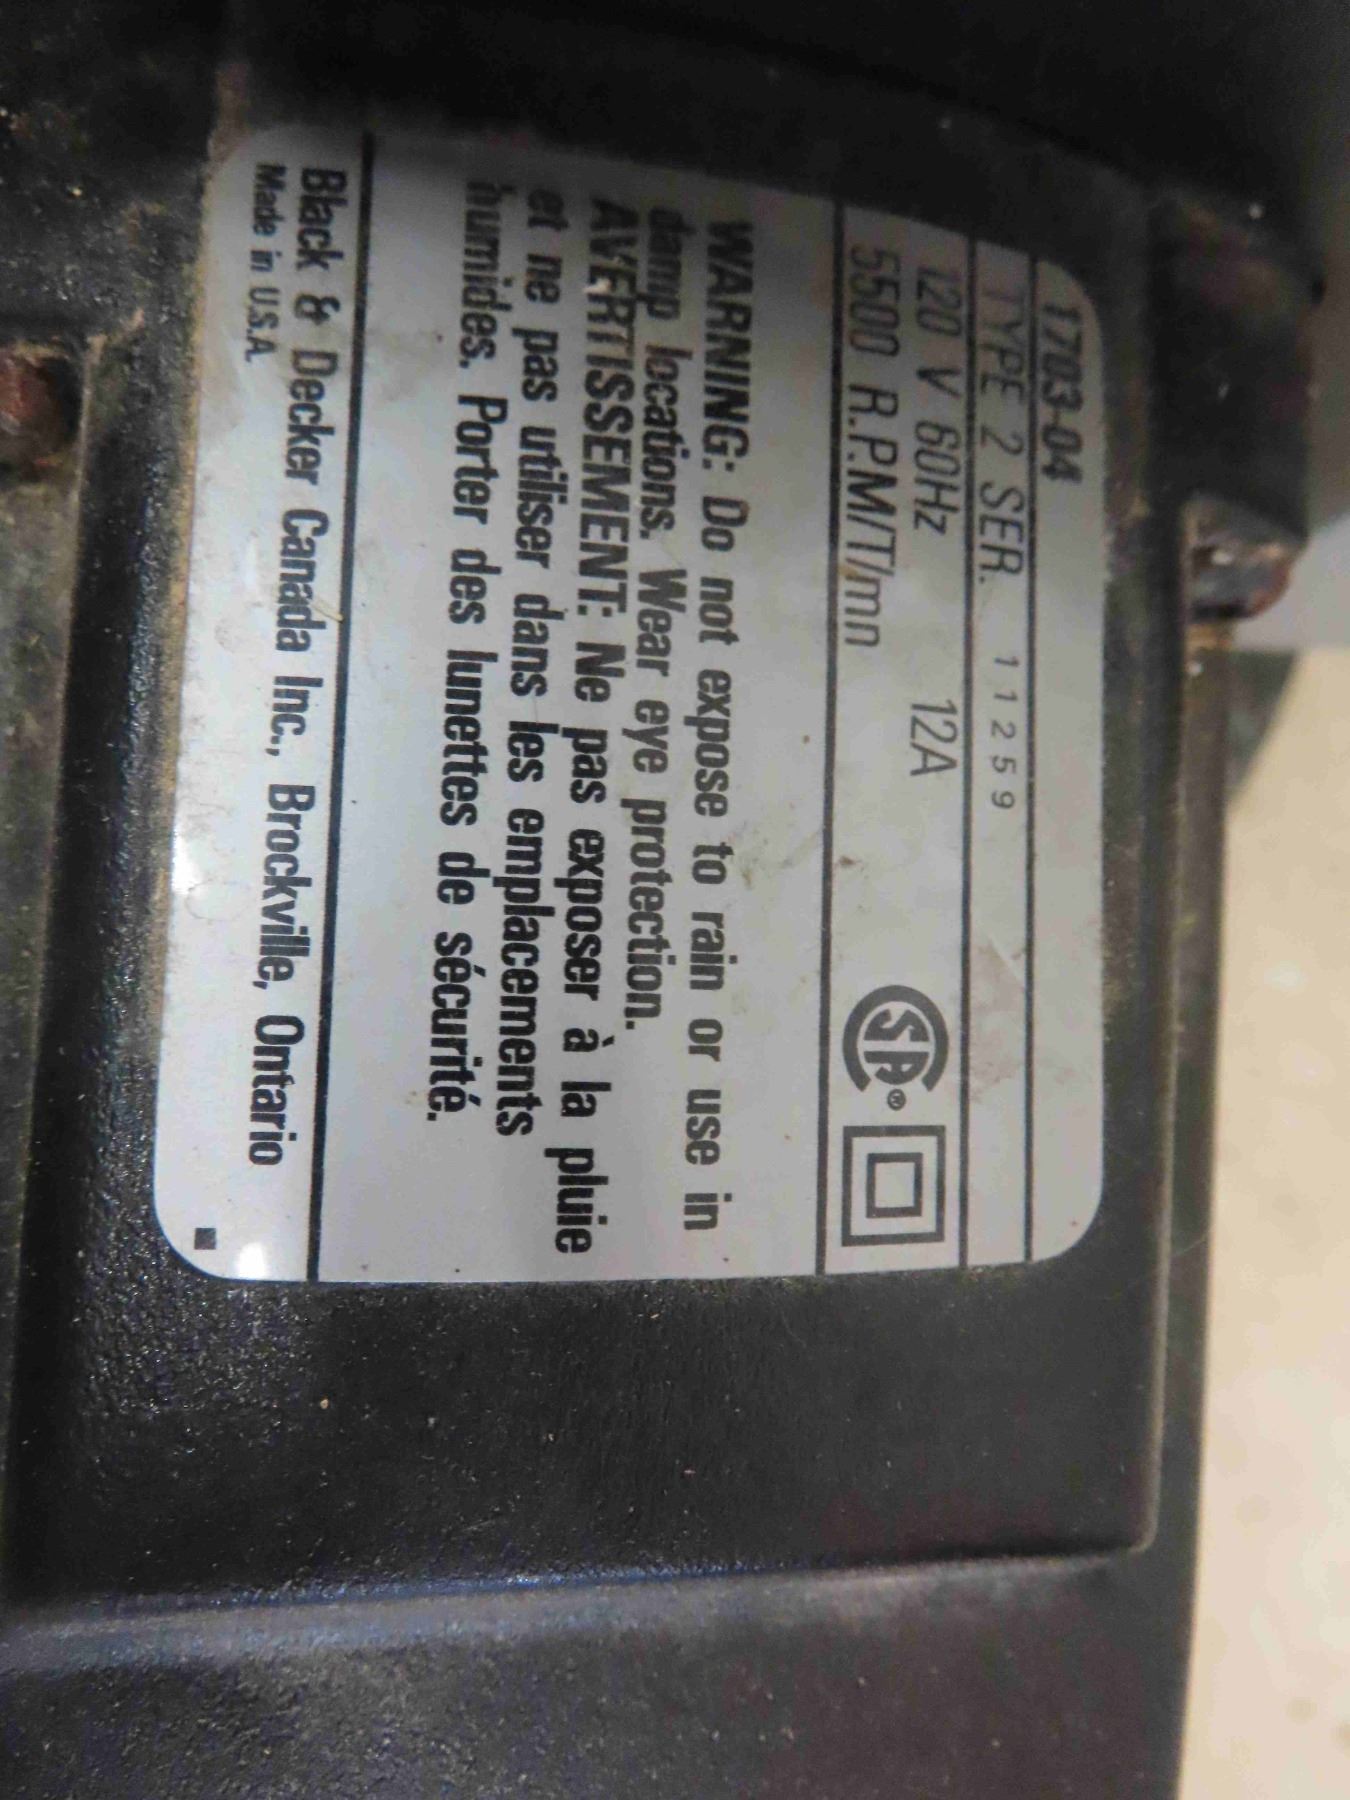 1703-04
TYPE 2 SER. 11259
120 V 60Hz 12A
5500 R.P.M/T/mn
SA®
WARNING: Do not expose to rain or use in
damp locations. Wear eye protection.
AVERTISSEMENT: Ne pas exposer à la pluie
et ne pas utiliser dans les emplacements
humides. Porter des lunettes de sécurité.
Black & Decker Canada Inc., Brockville, Ontario
Made in U.S.A.